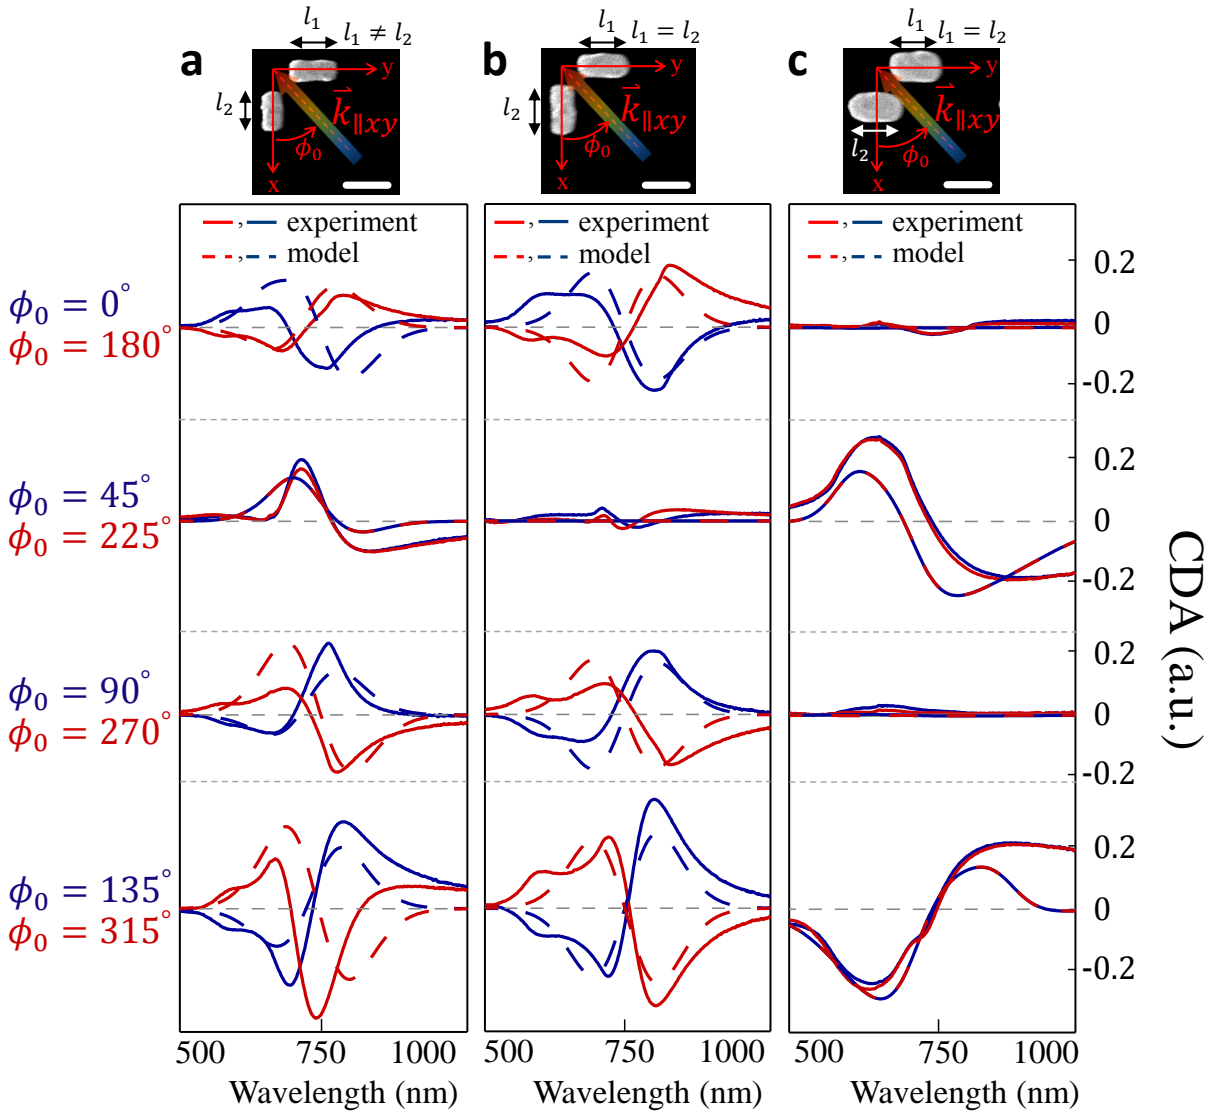 a
l₁
l₁ ≠ l₂
l₂
y
k⃗∥xy
ϕ₀
x
b
l₁
l₁ = l₂
l₂
y
k⃗∥xy
ϕ₀
x
c
l₁
l₁ = l₂
l₂
y
k⃗∥xy
ϕ₀
x
, experiment
, model
, experiment
, model
, experiment
, model
ϕ₀ = 0°
ϕ₀ = 180°
ϕ₀ = 45°
ϕ₀ = 225°
ϕ₀ = 90°
ϕ₀ = 270°
ϕ₀ = 135°
ϕ₀ = 315°
0.2
0
-0.2
0.2
0
-0.2
0.2
0
-0.2
0.2
0
-0.2
CDA (a.u.)
500 750 1000
500 750 1000
500 750 1000
Wavelength (nm)
Wavelength (nm)
Wavelength (nm)